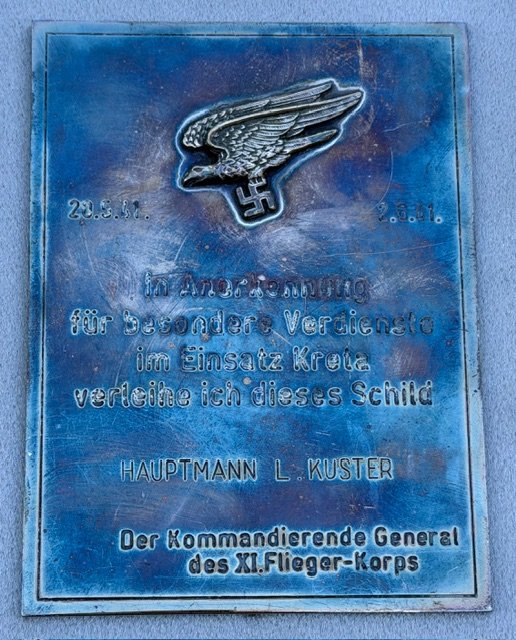 20.5.41.
2.6.41.
In Anerkennung
für besondere Verdienste
im Einsatz Kreta
verleihe ich dieses Schild
HAUPTMANN L. KUSTER
Der Kommandierende General
des XI.Flieger-Korps